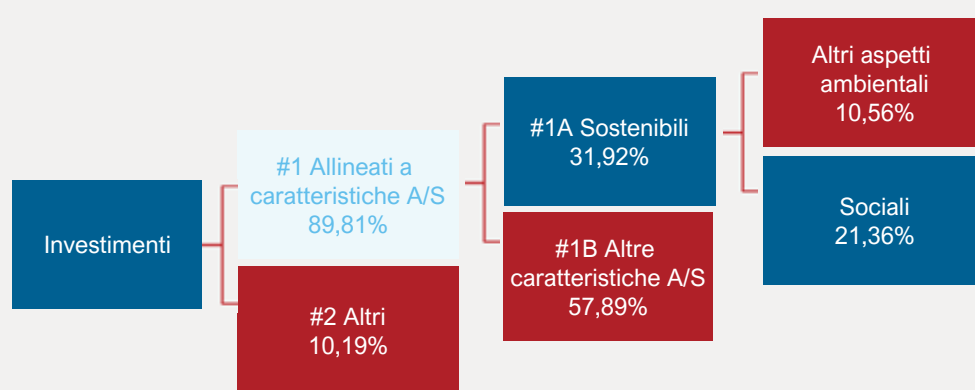 Investimenti
#1 Allineati a
caratteristiche A/S
89,81%
#2 Altri
10,19%
#1A Sostenibili
31,92%
#1B Altre
caratteristiche A/S
57,89%
Altri aspetti
ambientali
10,56%
Sociali
21,36%